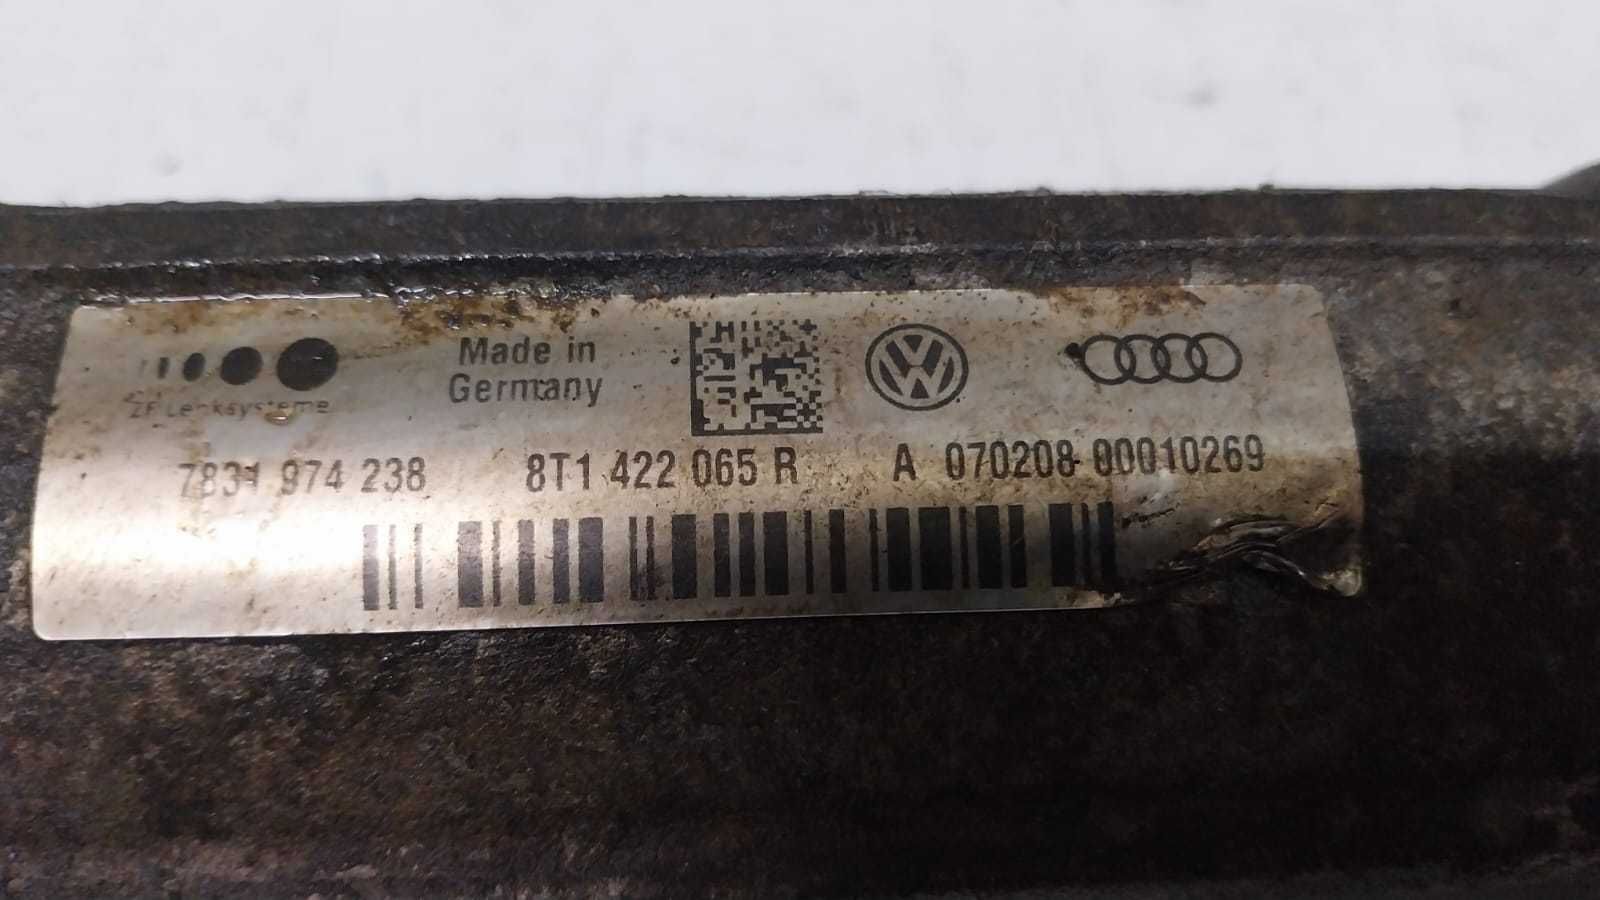 Made in
Germany
ZF Lenksysteme
7831 974 238 8T1 422 065 R A 070208 00010269